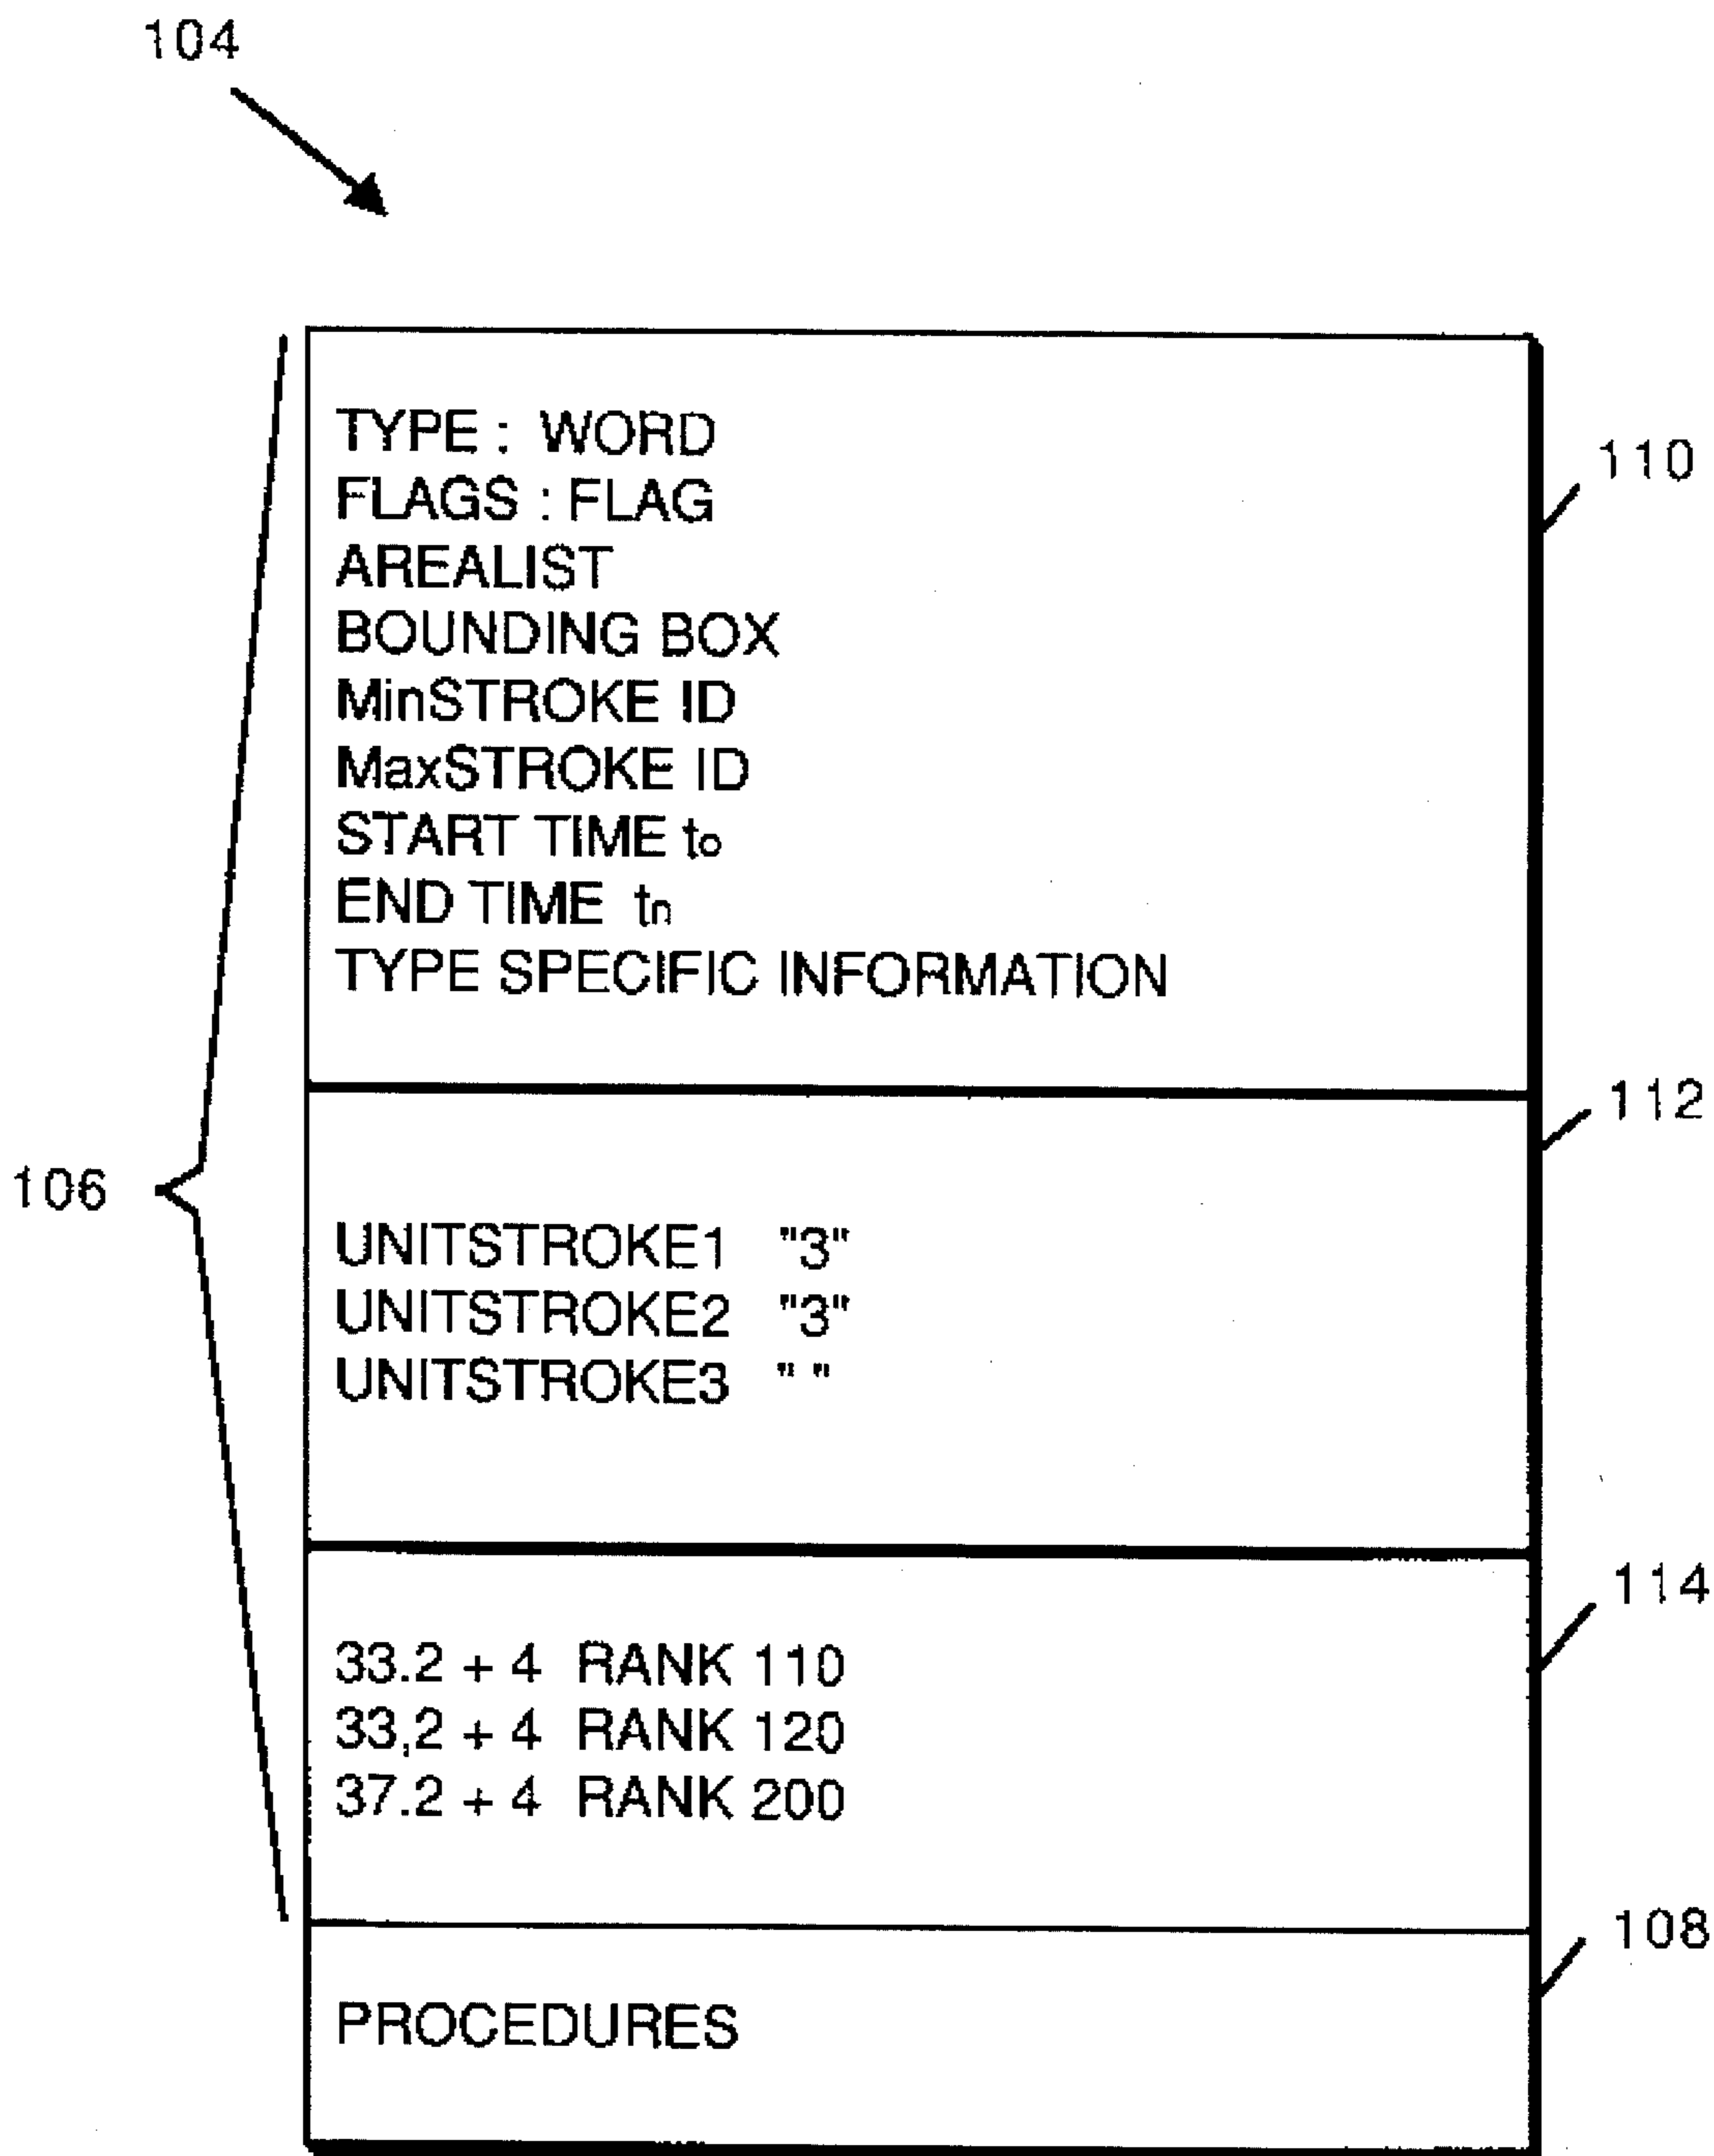 104
TYPE : WORD
110
FLAGS : FLAG
AREALIST
BOUNDING BOX
MinSTROKE ID
MaxSTROKE ID
START TIME to
END TIME tn
TYPE SPECIFIC INFORMATION
112
106
UNITSTROKE1 "3"
UNITSTROKE2 "3"
UNITSTROKE3 " "
114
33.2 + 4 RANK 110
33,2 + 4 RANK 120
37.2 + 4 RANK 200
108
PROCEDURES